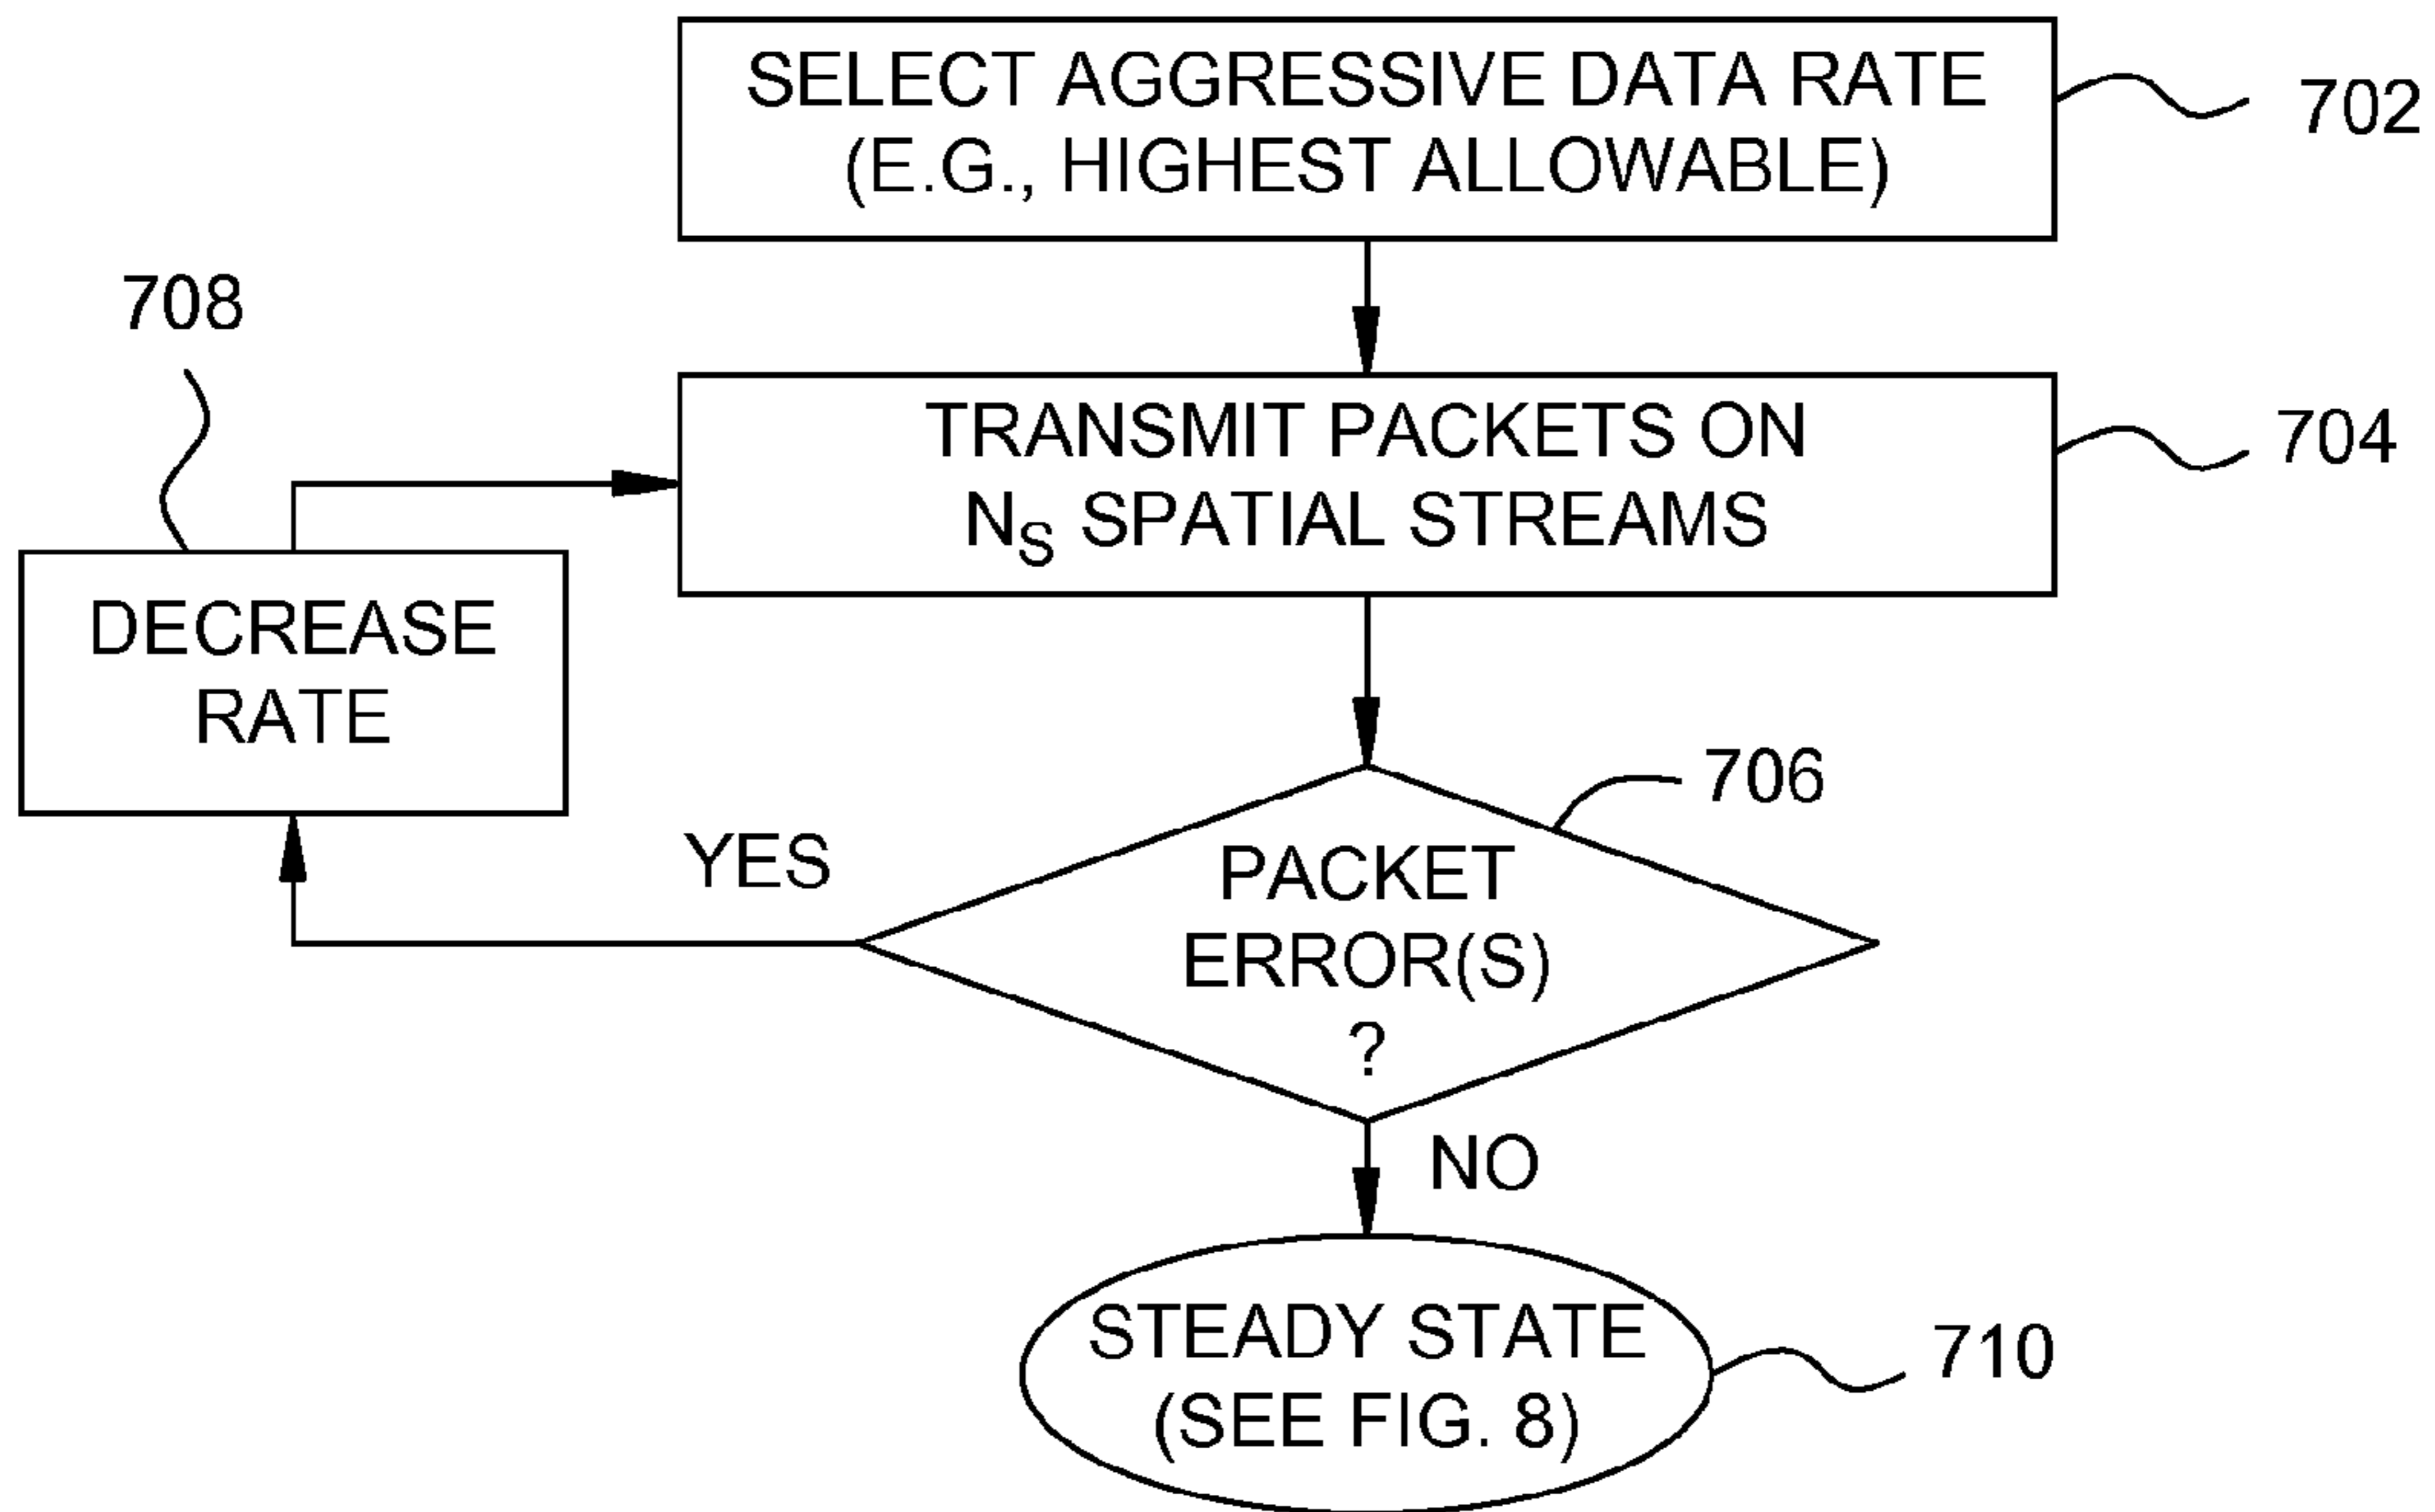 SELECT AGGRESSIVE DATA RATE
(E.G., HIGHEST ALLOWABLE)
702
708
TRANSMIT PACKETS ON
NS SPATIAL STREAMS
704
DECREASE
RATE
706
YES
PACKET
ERROR(S)
?
NO
STEADY STATE
(SEE FIG. 8)
710